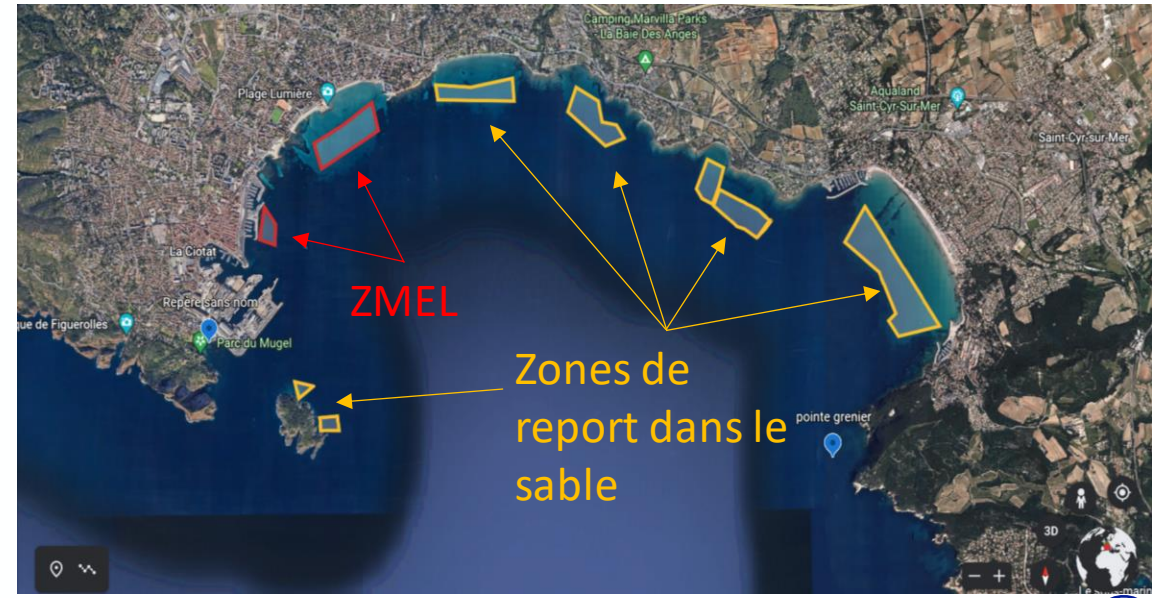 Camping Marvilla Parks
- La Baie Des Anges
Plage Lumière
Aqualand
Saint-Cyr-Sur-Mer
Saint-Cyr-sur-Mer
La Ciotat
ZMEL
Repère sans nom
que de Figuerolles
Parc du Mugel
Zones de
report dans le
sable
pointe grenier
3D